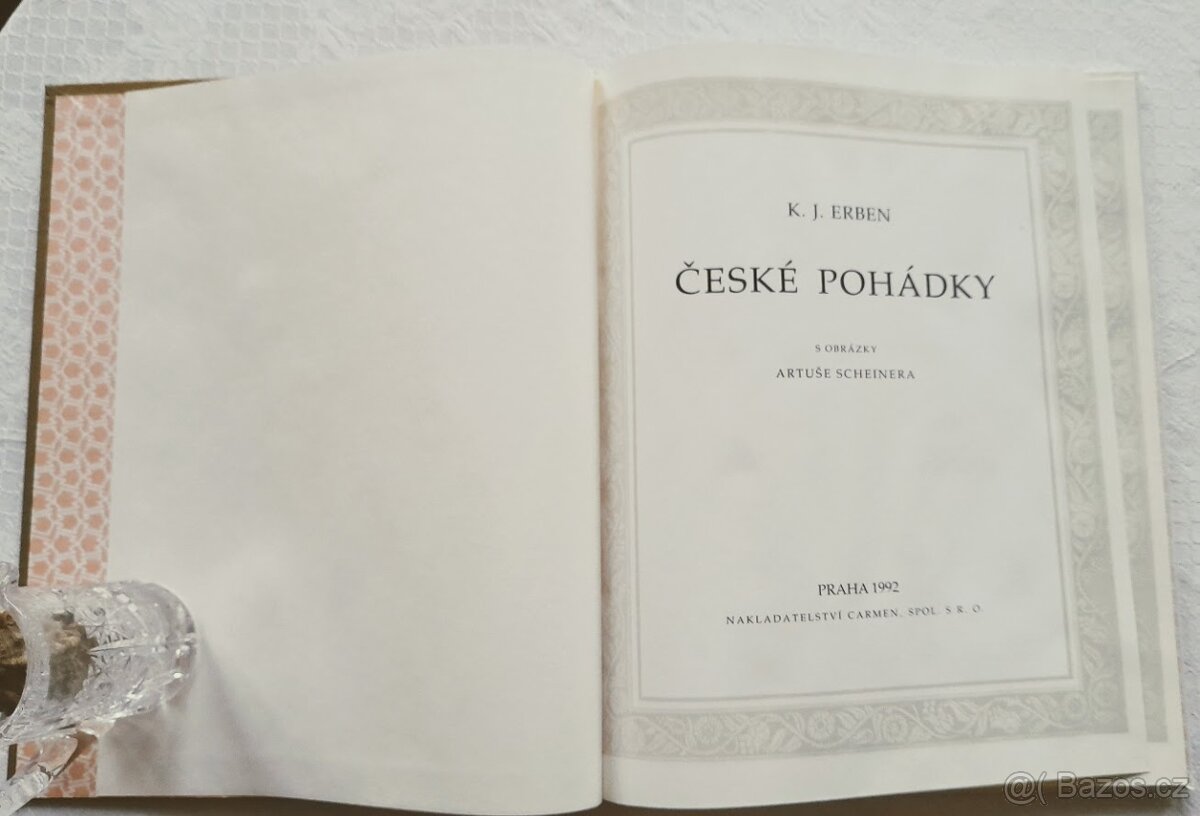 K. J. ERBEN
ČESKÉ POHÁDKY
S OBRÁZKY
ARTUŠE SCHEINERA
PRAHA 1992
NAKLADATELSTVÍ CARMEN, SPOL. S R. O.
@( Bazos.cz